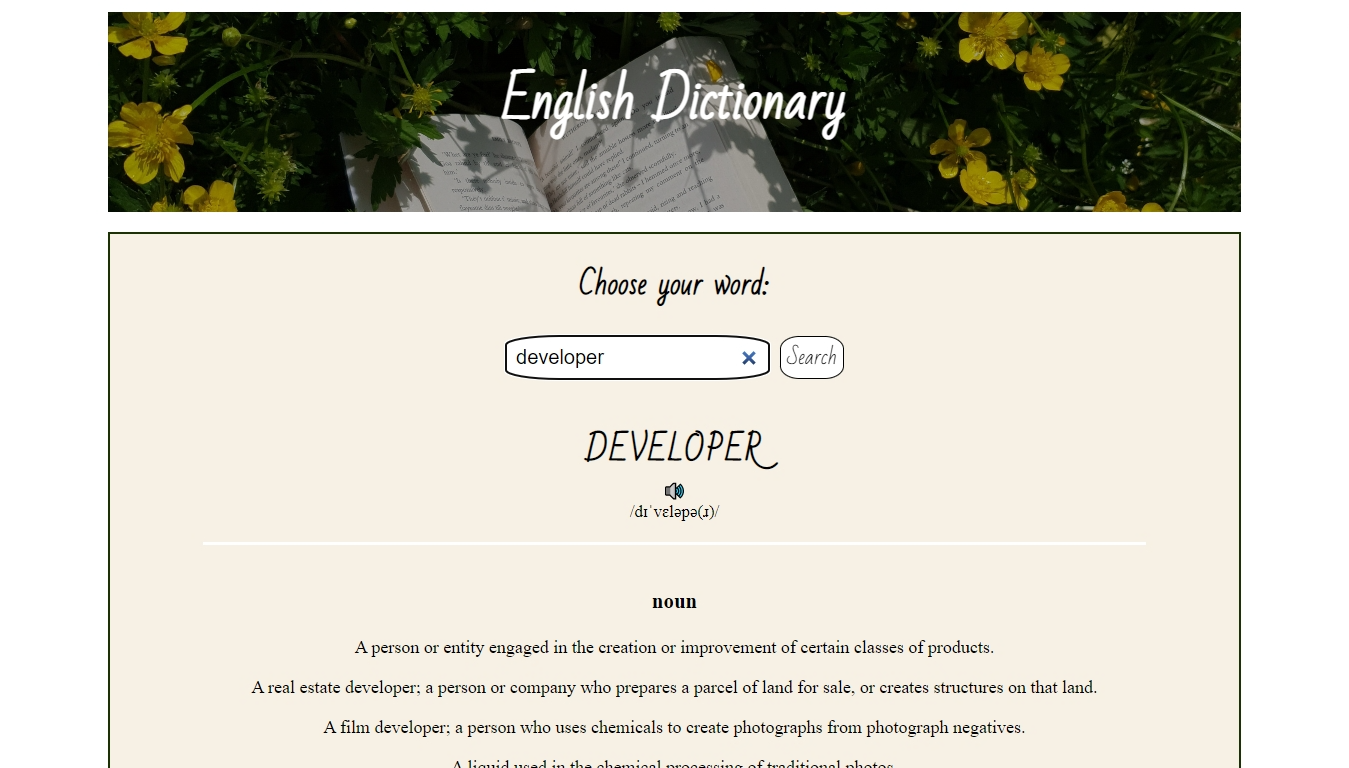 English Dictionary
Choose your word:
developer
Search
DEVELOPER
/dɪˈvɛləpə(ɹ)/
noun
A person or entity engaged in the creation or improvement of certain classes of products.
A real estate developer; a person or company who prepares a parcel of land for sale, or creates structures on that land.
A film developer; a person who uses chemicals to create photographs from photograph negatives.
A liquid used in the chemical processing of traditional photos.